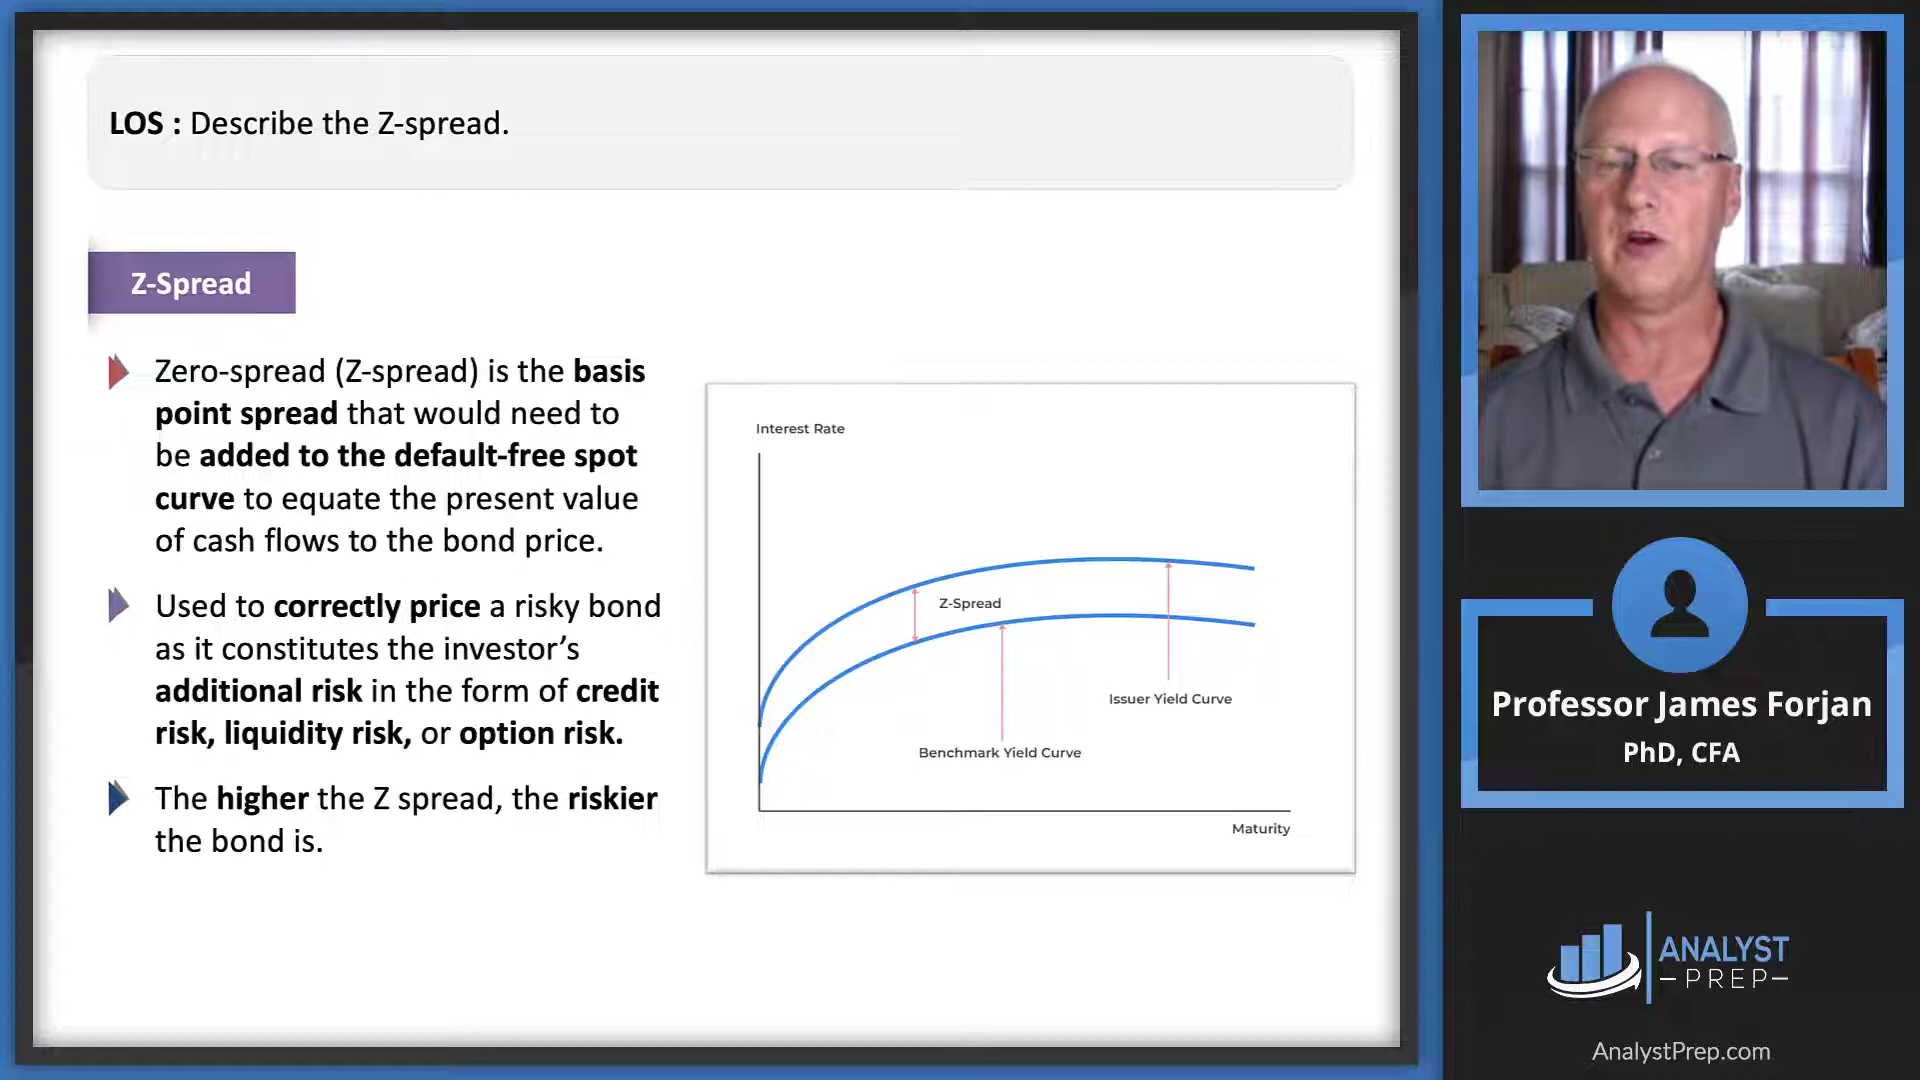 LOS : Describe the Z-spread.
Z-Spread
Zero-spread (Z-spread) is the basis
point spread that would need to
be added to the default-free spot
curve to equate the present value
of cash flows to the bond price.
Used to correctly price a risky bond
as it constitutes the investor’s
additional risk in the form of credit
risk, liquidity risk, or option risk.
The higher the Z spread, the riskier
the bond is.
Interest Rate
Z-Spread
Issuer Yield Curve
Benchmark Yield Curve
Maturity
Professor James Forjan
PhD, CFA
ANALYST
PREP
AnalystPrep.com